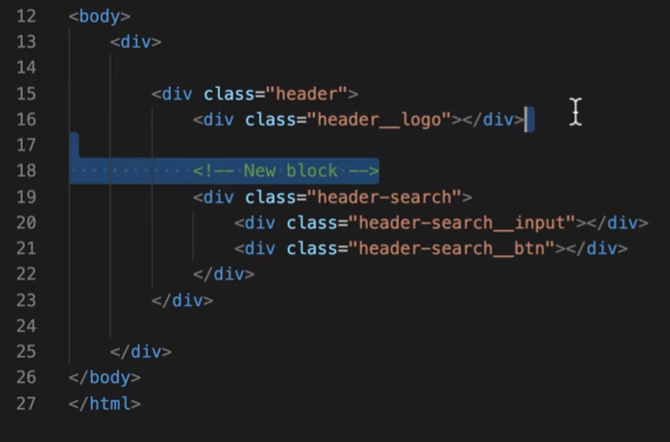 12 <body>
13 <div>
14
15 <div class="header">
16 <div class="header__logo"></div>
17
18 <!-- New block -->
19 <div class="header-search">
20 <div class="header-search__input"></div>
21 <div class="header-search__btn"></div>
22 </div>
23 </div>
24
25 </div>
26 </body>
27 </html>